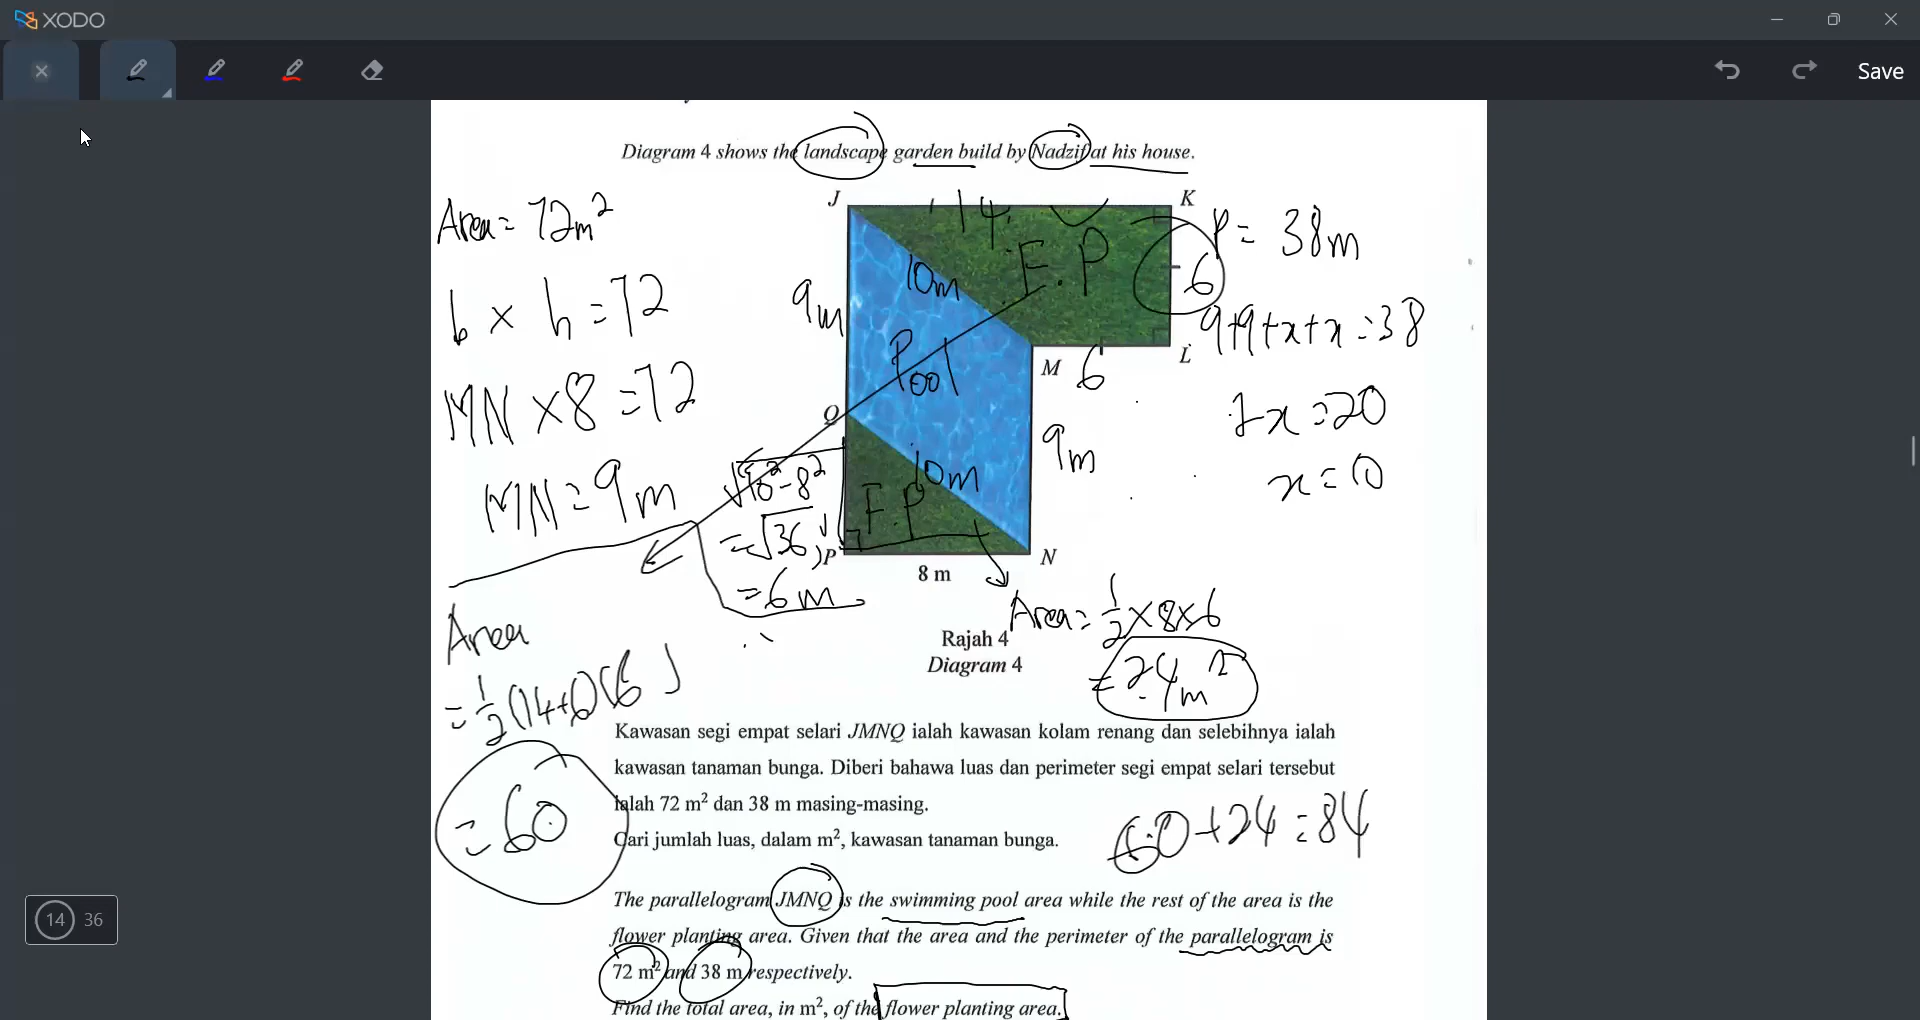 XODO
Save
Diagram 4 shows the landscape garden build by Nadzif at his house.
J
K
14
Area = 72m²
P = 38m
F.P
10m
6
9m
b × h = 72
9+9+x+x=38
Pool
M
6
L
MN × 8 = 72
2x = 20
Q
9m
x = 10
MN = 9m
√10²-8²
10m
F.P
=√36
P
N
= 6m
8 m
Area = 1/2 × 8 × 6
Area
Rajah 4
Diagram 4
= 24m²
= 1/2 (14+6)(6)
Kawasan segi empat selari JMNQ ialah kawasan kolam renang dan selebihnya ialah
kawasan tanaman bunga. Diberi bahawa luas dan perimeter segi empat selari tersebut
ialah 72 m² dan 38 m masing-masing.
= 60
60+24=84
Cari jumlah luas, dalam m², kawasan tanaman bunga.
The parallelogram JMNQ is the swimming pool area while the rest of the area is the
14 36
flower planting area. Given that the area and the perimeter of the parallelogram is
72 m² and 38 m respectively.
Find the total area, in m², of the flower planting area.